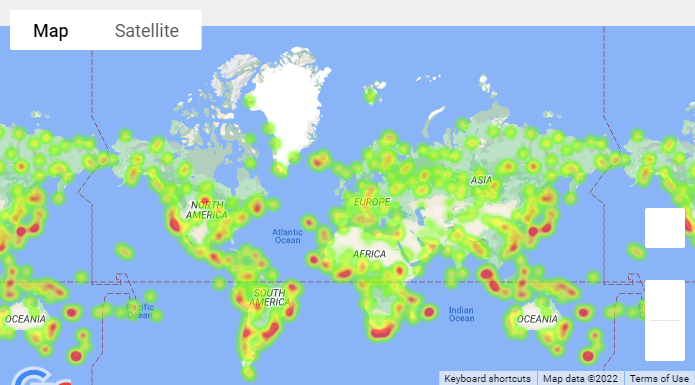 Map
Satellite
ASIA
NORTH
AMERICA
EUROPE
Atlantic
Ocean
AFRICA
SOUTH
AMERICA
Pacific
Ocean
Indian
Ocean
OCEANIA
OCEANIA
Keyboard shortcuts
Map data ©2022
Terms of Use